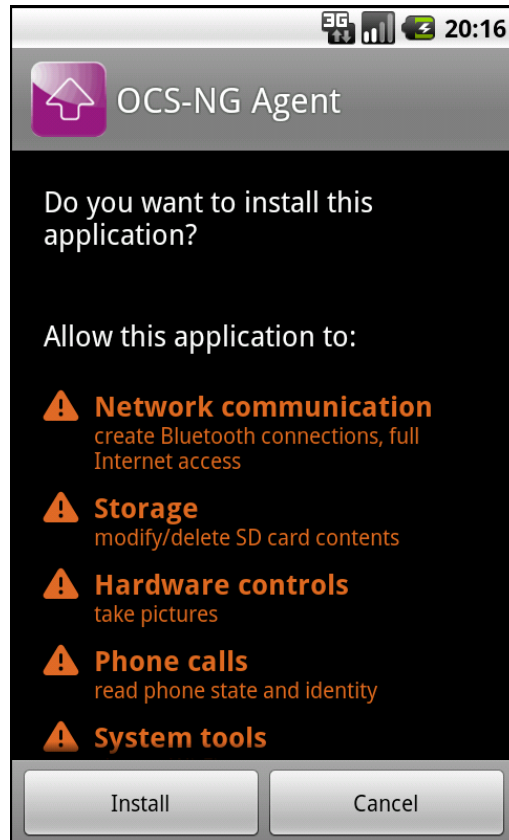 3G 20:16
OCS-NG Agent
Do you want to install this
application?
Allow this application to:
Network communication
create Bluetooth connections, full
Internet access
Storage
modify/delete SD card contents
Hardware controls
take pictures
Phone calls
read phone state and identity
System tools
Install Cancel